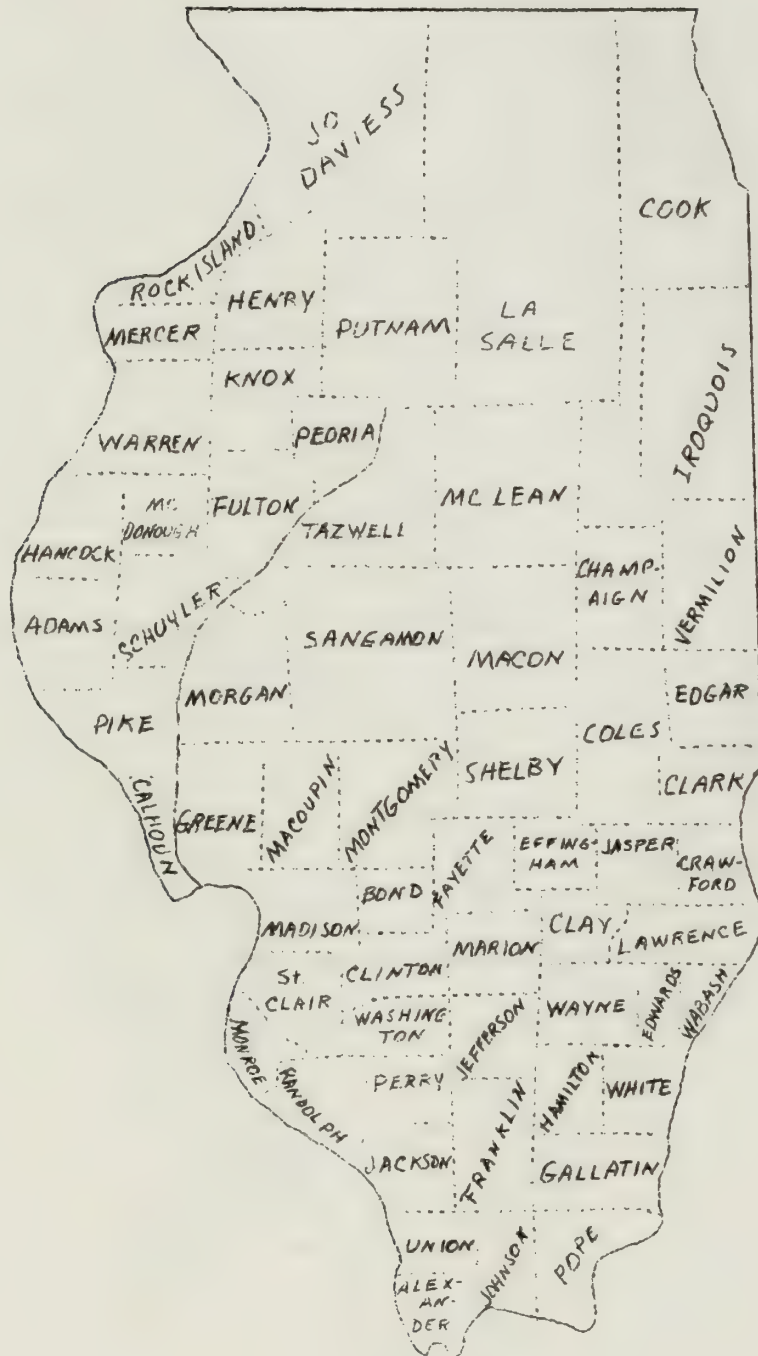 JO
DAVIESS
COOK
ROCK ISLAND
HENRY
MERCER
PUTNAM
LA
SALLE
KNOX
IROQUOIS
WARREN
PEORIA
MC
DONOUGH
FULTON
TAZWELL
MC LEAN
HANCOCK
CHAMP-
AIGN
VERMILION
ADAMS
SCHUYLER
SANGAMON
MACON
MORGAN
EDGAR
PIKE
COLES
SHELBY
CLARK
CALHOUN
GREENE
MACOUPIN
MONTGOMERY
FAYETTE
EFFING-
HAM
JASPER
CRAW-
FORD
BOND
MADISON
MARION
CLAY
LAWRENCE
St.
CLAIR
CLINTON
WASHING
TON
JEFFERSON
WAYNE
EDWARDS
WABASH
MONROE
RANDOLPH
PERRY
FRANKLIN
HAMILTON
WHITE
JACKSON
GALLATIN
UNION
JOHNSON
POPE
ALEX-
AN-
DER